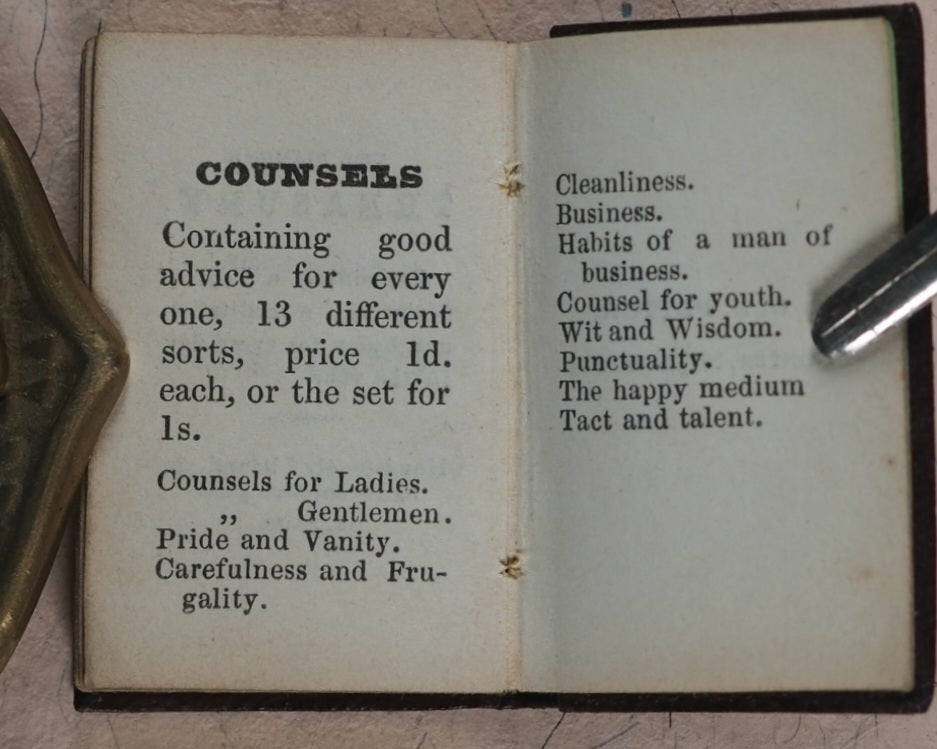 COUNSELS
Containing good
advice for every
one, 13 different
sorts, price 1d.
each, or the set for
1s.
Counsels for Ladies.
„ Gentlemen.
Pride and Vanity.
Carefulness and Fru-
gality.
Cleanliness.
Business.
Habits of a man of
business.
Counsel for youth.
Wit and Wisdom.
Punctuality.
The happy medium
Tact and talent.